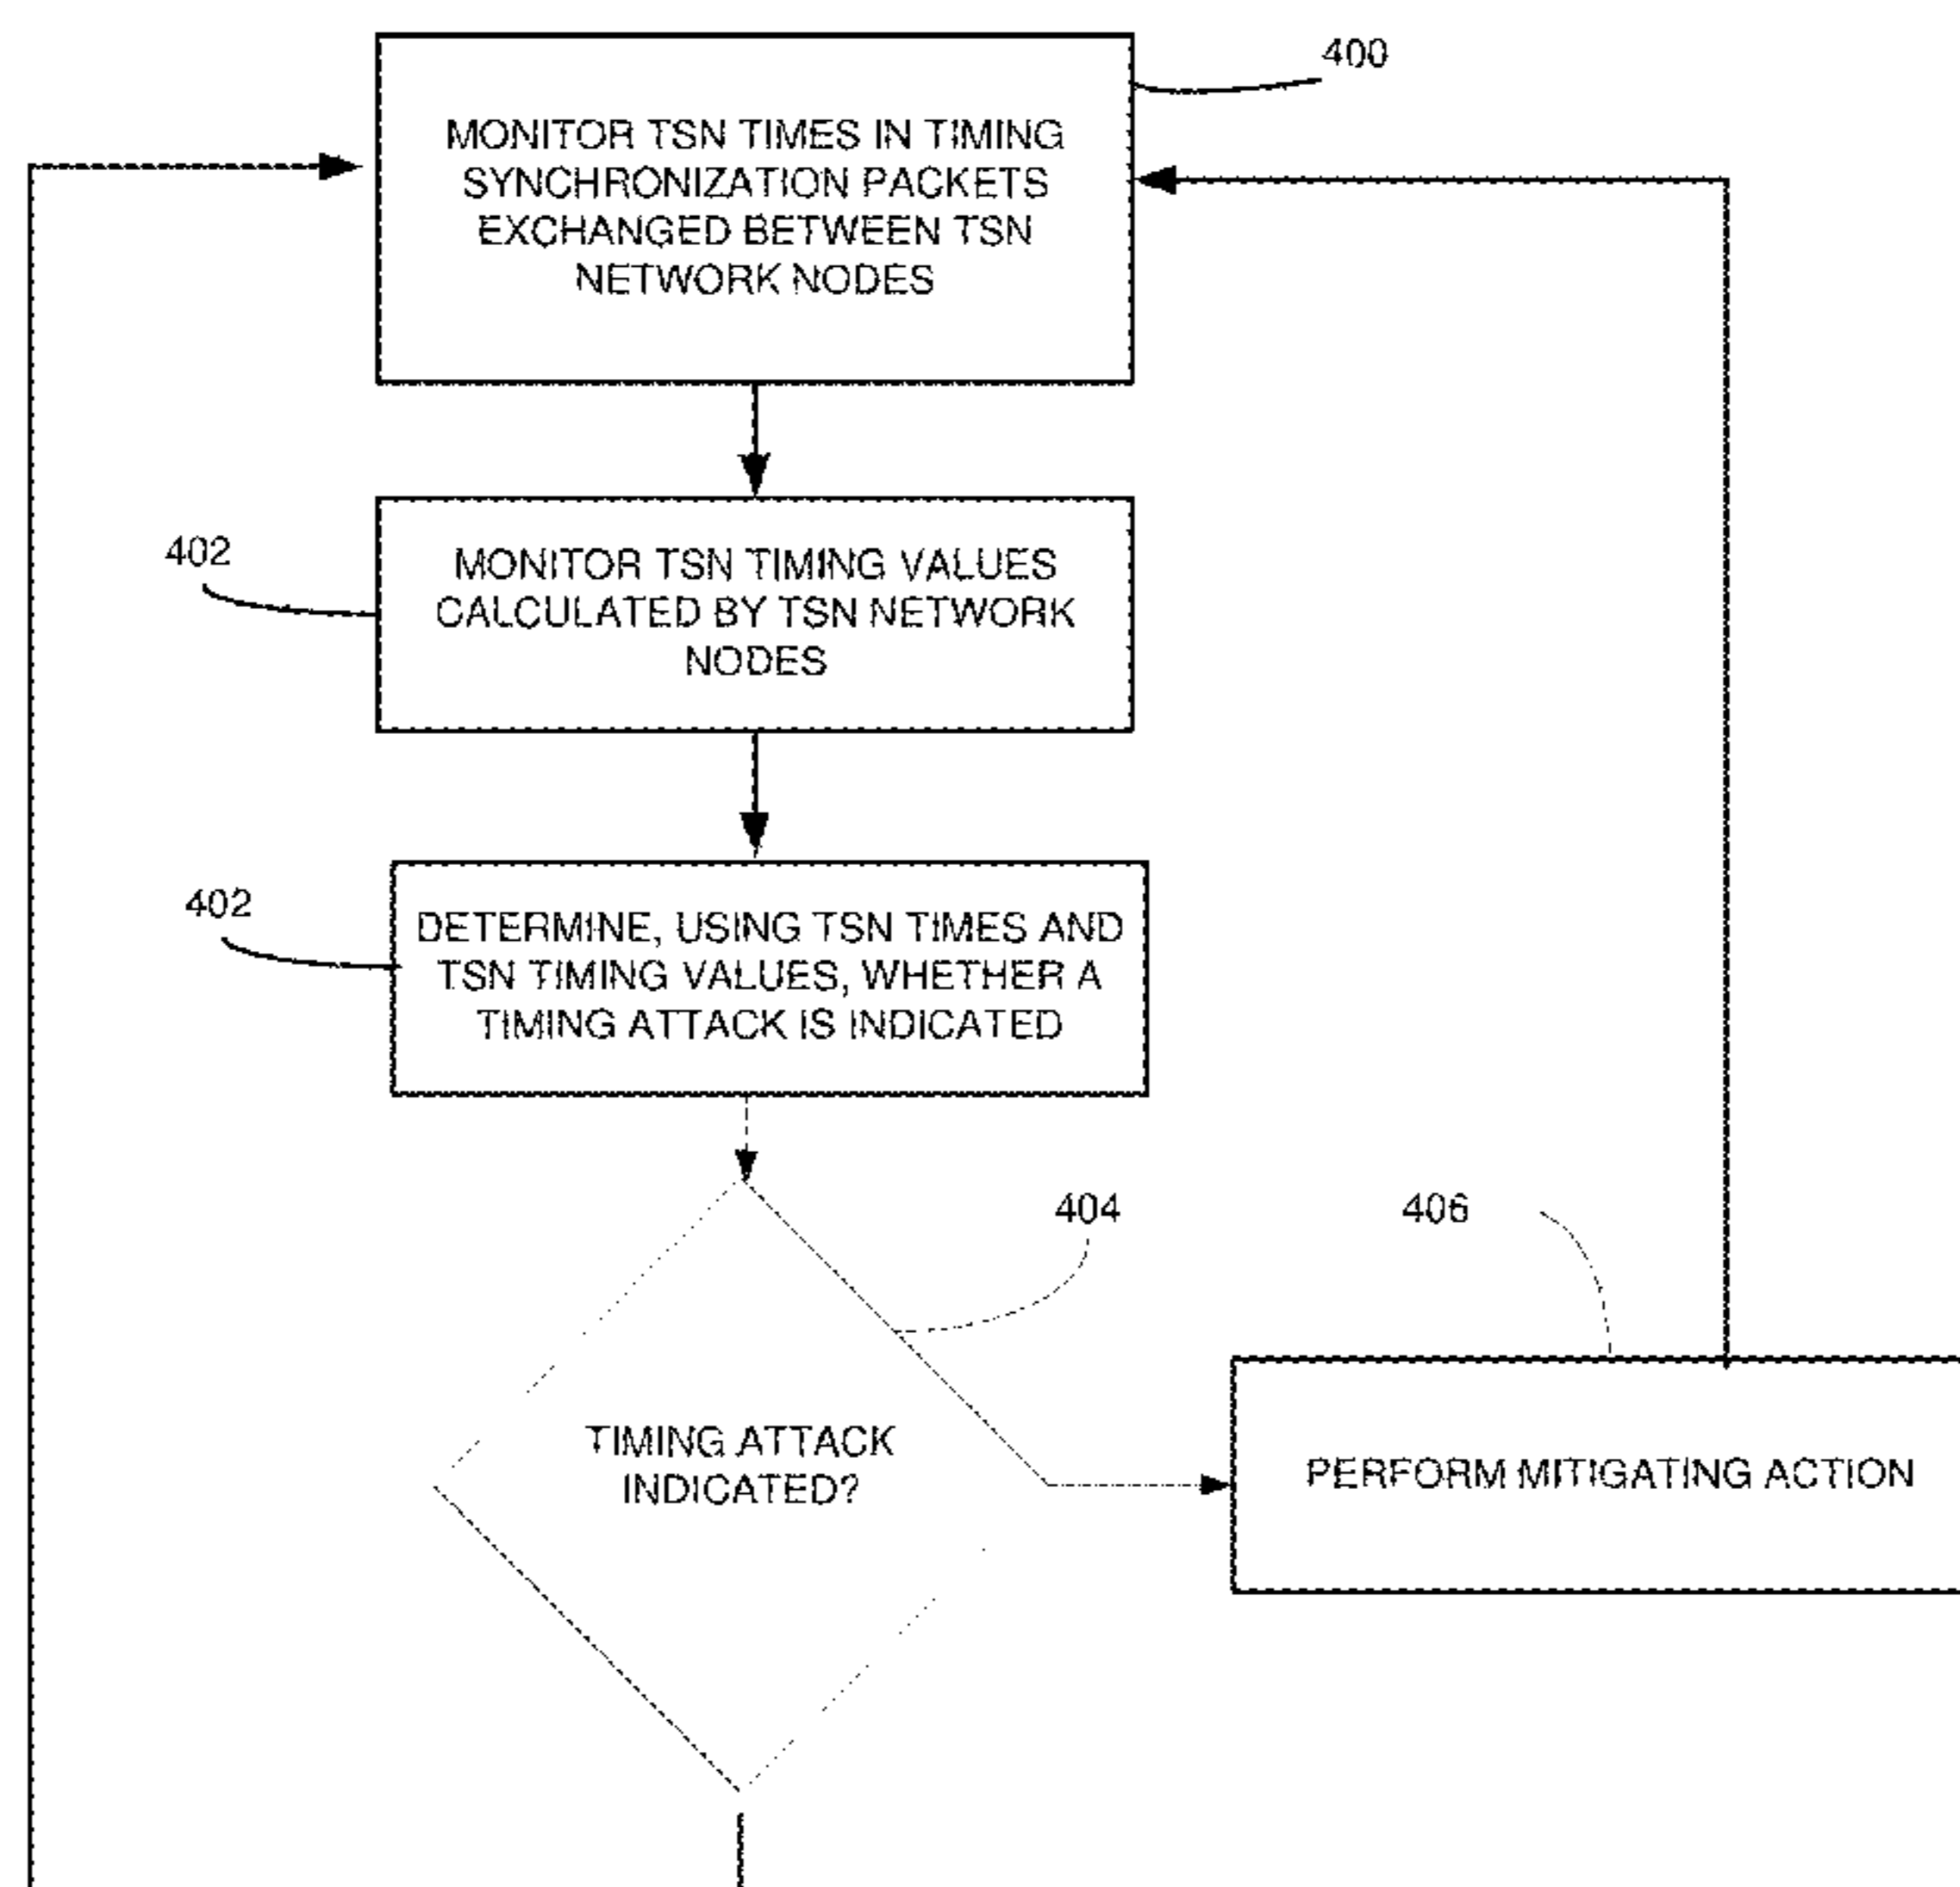 400
MONITOR TSN TIMES IN TIMING
SYNCHRONIZATION PACKETS
EXCHANGED BETWEEN TSN
NETWORK NODES
402
MONITOR TSN TIMING VALUES
CALCULATED BY TSN NETWORK
NODES
402
DETERMINE, USING TSN TIMES AND
TSN TIMING VALUES, WHETHER A
TIMING ATTACK IS INDICATED
404
406
TIMING ATTACK
INDICATED?
PERFORM MITIGATING ACTION